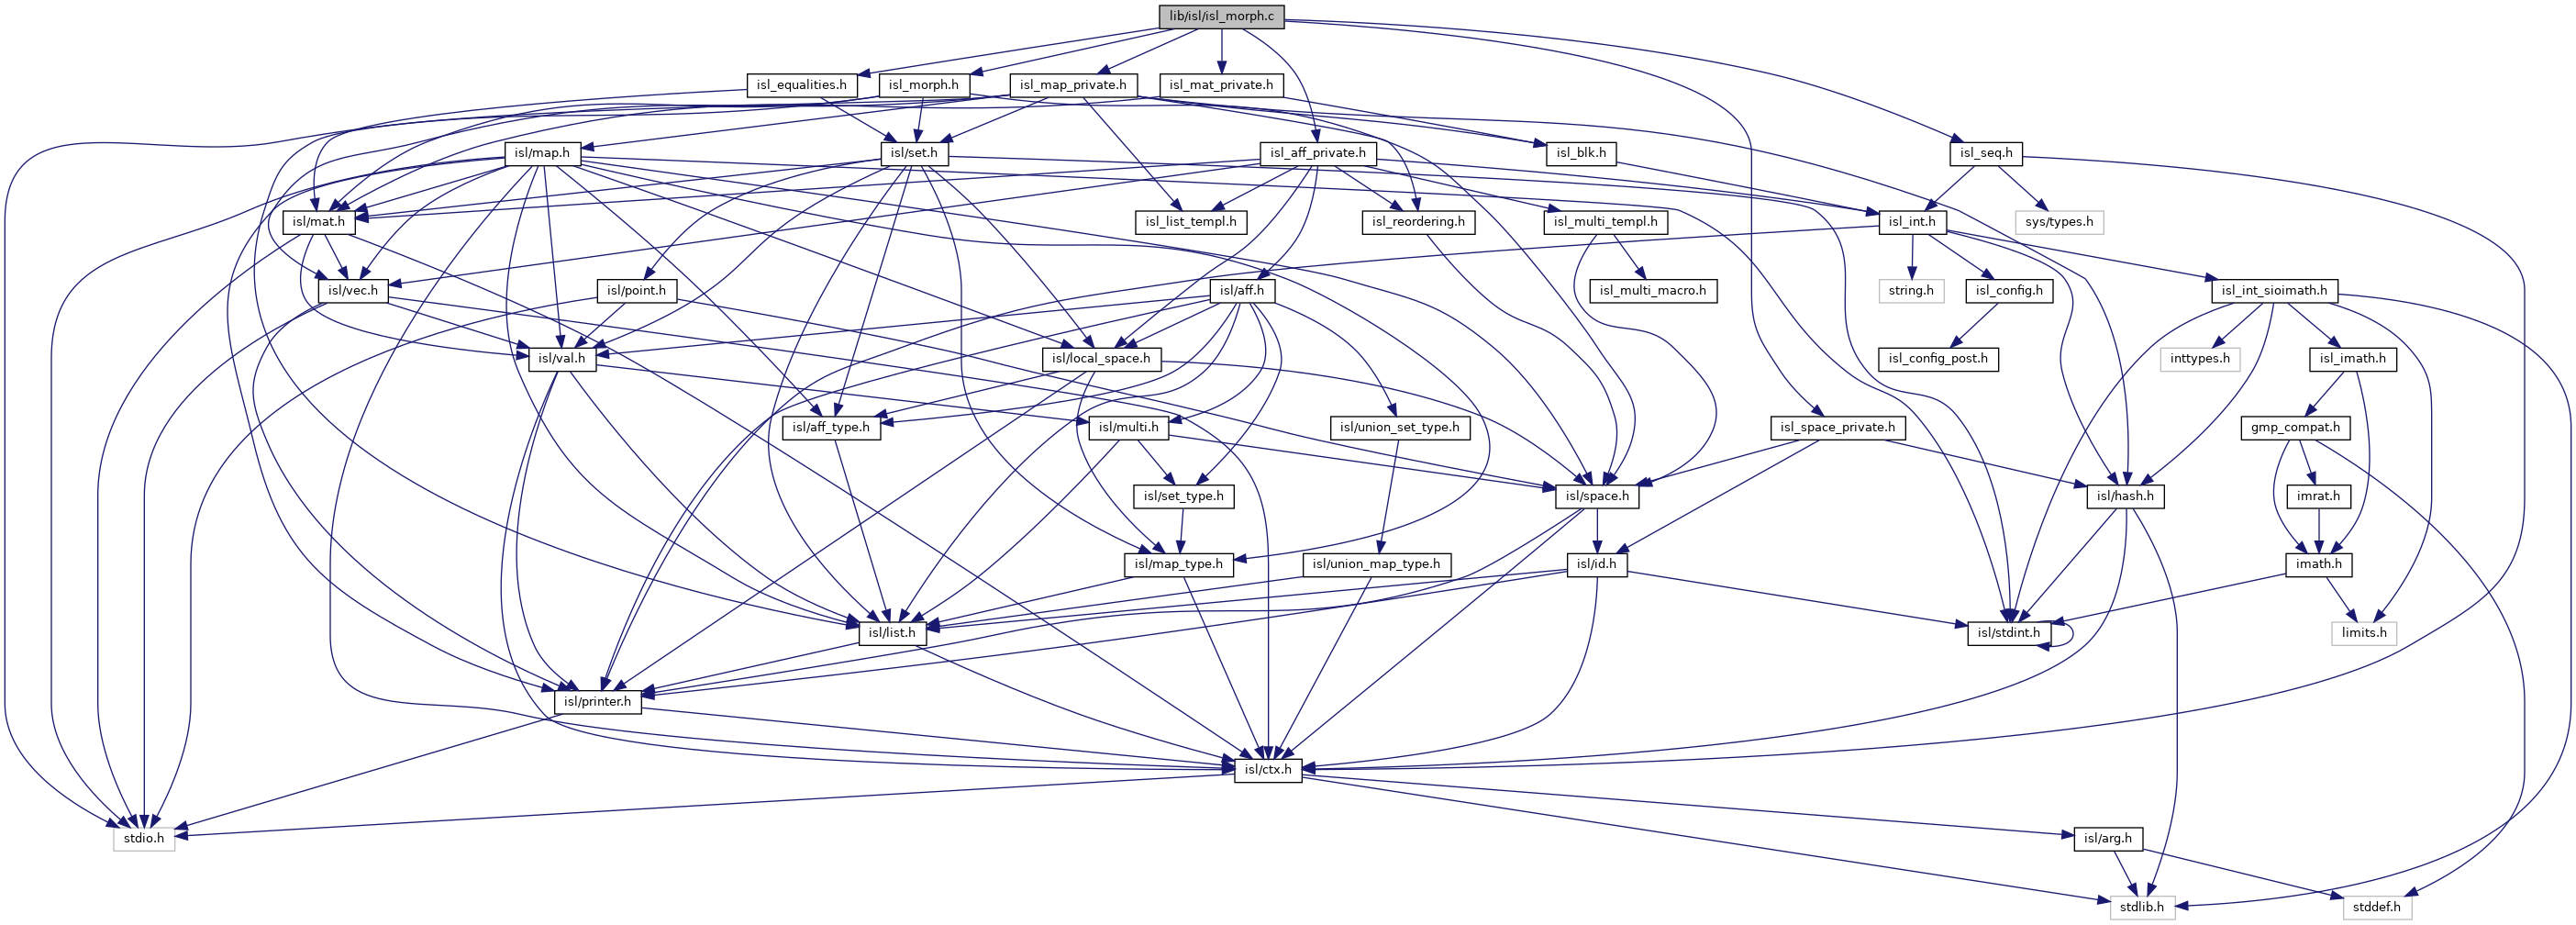 lib/isl/isl_morph.c
isl_equalities.h
isl_morph.h
isl_map_private.h
isl_mat_private.h
isl/map.h
isl/set.h
isl_aff_private.h
isl_blk.h
isl_seq.h
isl/mat.h
isl_list_templ.h
isl_reordering.h
isl_multi_templ.h
isl_int.h
sys/types.h
isl/vec.h
isl/point.h
isl/aff.h
isl_multi_macro.h
string.h
isl_config.h
isl_int_sioimath.h
isl/val.h
isl/local_space.h
isl_config_post.h
inttypes.h
isl_imath.h
isl/aff_type.h
isl/multi.h
isl/union_set_type.h
isl_space_private.h
gmp_compat.h
isl/set_type.h
isl/space.h
isl/hash.h
imrat.h
isl/map_type.h
isl/union_map_type.h
isl/id.h
imath.h
isl/list.h
isl/stdint.h
limits.h
isl/printer.h
isl/ctx.h
stdio.h
isl/arg.h
stdlib.h
stddef.h